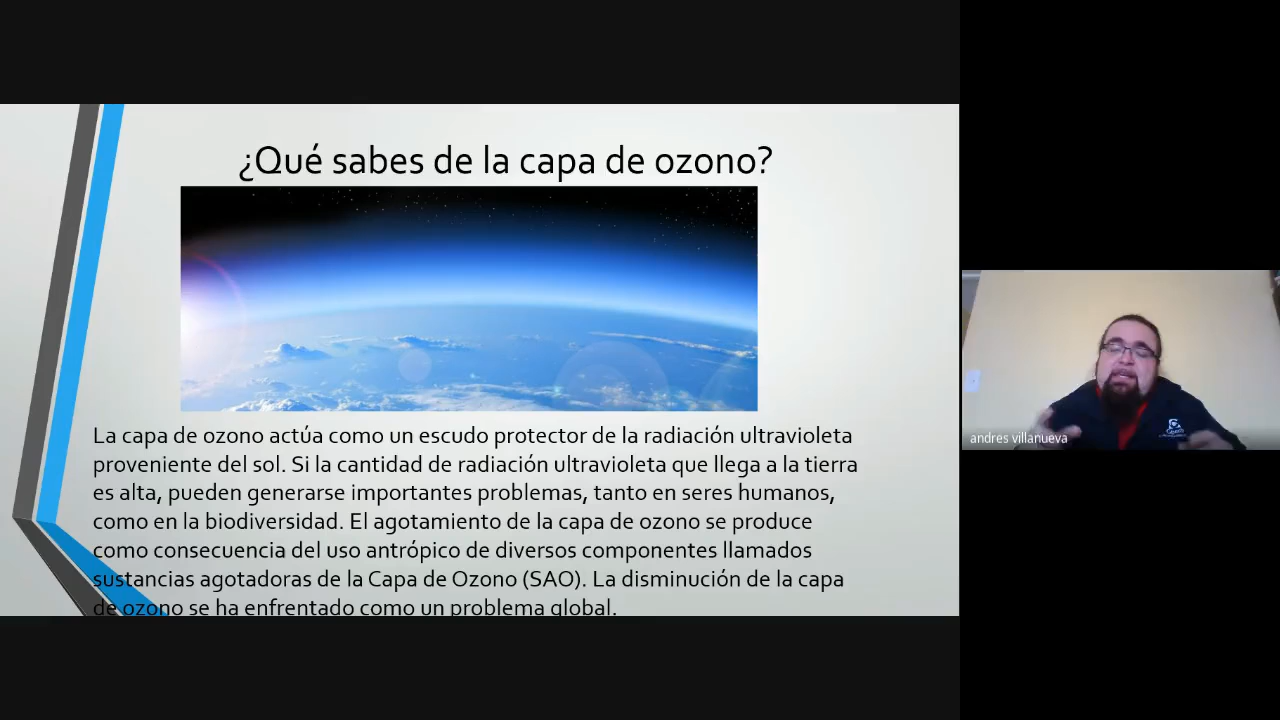 ¿Qué sabes de la capa de ozono?
La capa de ozono actúa como un escudo protector de la radiación ultravioleta
proveniente del sol. Si la cantidad de radiación ultravioleta que llega a la tierra
es alta, pueden generarse importantes problemas, tanto en seres humanos,
como en la biodiversidad. El agotamiento de la capa de ozono se produce
como consecuencia del uso antrópico de diversos componentes llamados
sustancias agotadoras de la Capa de Ozono (SAO). La disminución de la capa
de ozono se ha enfrentado como un problema global.
andres villanueva